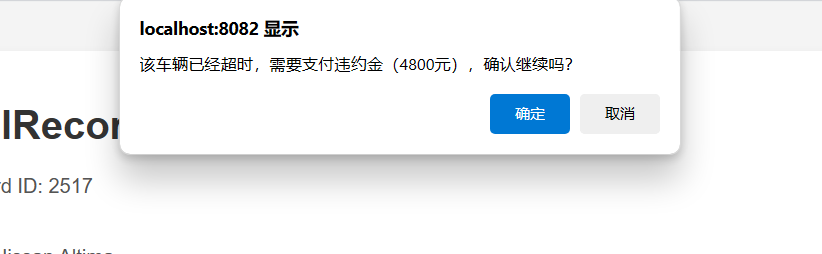 localhost:8082 显示
该车辆已经超时，需要支付违约金（4800元），确认继续吗？
确定
取消
lRecor
rd ID: 2517